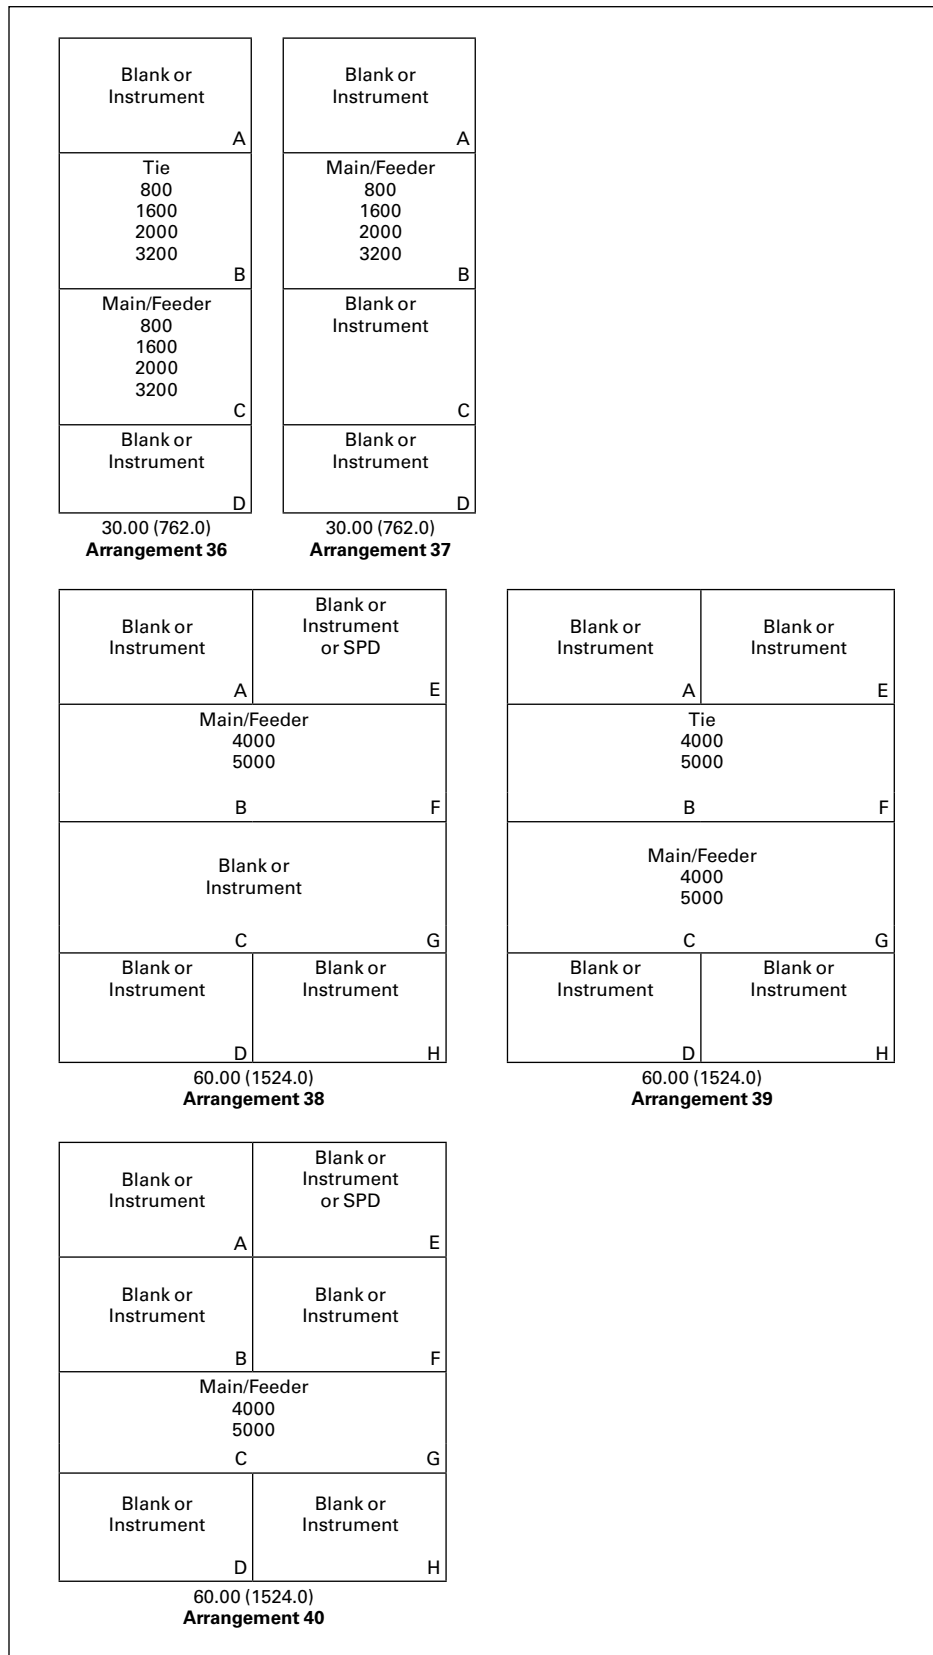 Blank or
Instrument
A
Tie
800
1600
2000
3200
B
Main/Feeder
800
1600
2000
3200
C
Blank or
Instrument
D
30.00 (762.0)
Arrangement 36
Blank or
Instrument
A
Main/Feeder
800
1600
2000
3200
B
Blank or
Instrument
C
Blank or
Instrument
D
30.00 (762.0)
Arrangement 37
Blank or
Instrument
A
Blank or
Instrument
or SPD
E
Main/Feeder
4000
5000
B F
Blank or
Instrument
C G
Blank or
Instrument
D
Blank or
Instrument
H
60.00 (1524.0)
Arrangement 38
Blank or
Instrument
A
Blank or
Instrument
E
Tie
4000
5000
B F
Main/Feeder
4000
5000
C G
Blank or
Instrument
D
Blank or
Instrument
H
60.00 (1524.0)
Arrangement 39
Blank or
Instrument
A
Blank or
Instrument
or SPD
E
Blank or
Instrument
B
Blank or
Instrument
F
Main/Feeder
4000
5000
C G
Blank or
Instrument
D
Blank or
Instrument
H
60.00 (1524.0)
Arrangement 40